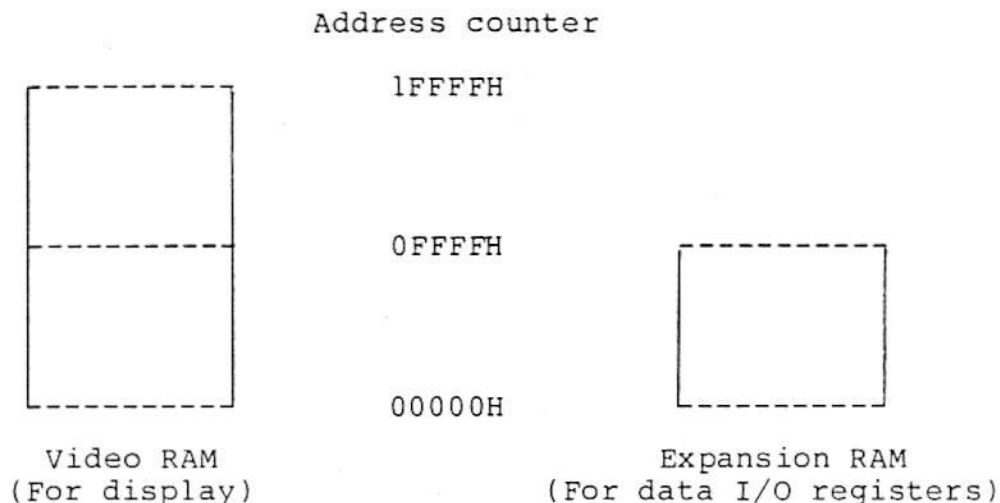 Address counter
1FFFFH
0FFFFH
00000H
Video RAM
(For display)
Expansion RAM
(For data I/O registers)